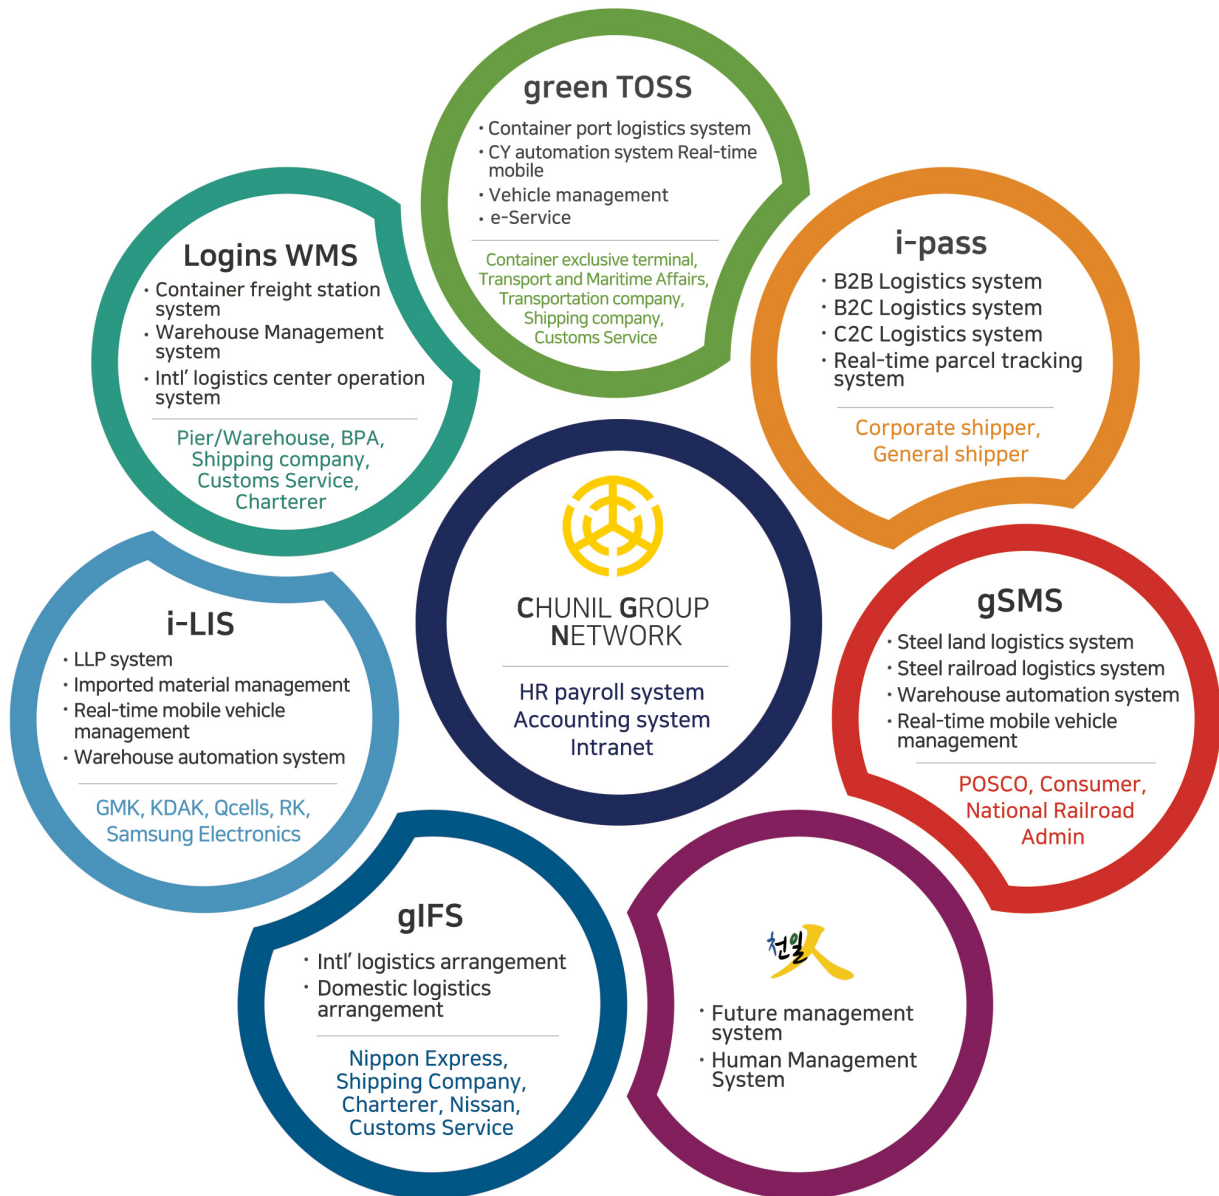 green TOSS
· Container port logistics system
· CY automation system Real-time
mobile
· Vehicle management
· e-Service
Container exclusive terminal,
Transport and Maritime Affairs,
Transportation company,
Shipping company,
Customs Service
Logins WMS
· Container freight station
system
· Warehouse Management
system
· Intl' logistics center operation
system
Pier/Warehouse, BPA,
Shipping company,
Customs Service,
Charterer
i-pass
· B2B Logistics system
· B2C Logistics system
· C2C Logistics system
· Real-time parcel tracking
system
Corporate shipper,
General shipper
CHUNIL GROUP
NETWORK
HR payroll system
Accounting system
Intranet
i-LIS
· LLP system
· Imported material management
· Real-time mobile vehicle
management
· Warehouse automation system
GMK, KDAK, Qcells, RK,
Samsung Electronics
gSMS
· Steel land logistics system
· Steel railroad logistics system
· Warehouse automation system
· Real-time mobile vehicle
management
POSCO, Consumer,
National Railroad
Admin
gIFS
· Intl' logistics arrangement
· Domestic logistics
arrangement
Nippon Express,
Shipping Company,
Charterer, Nissan,
Customs Service
천일人
· Future management
system
· Human Management
System